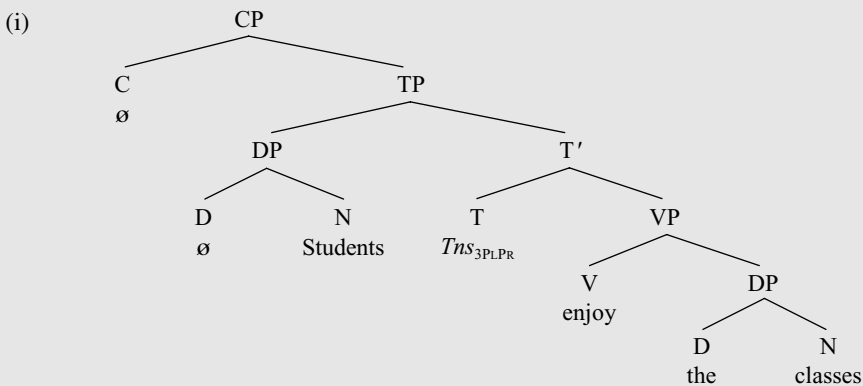 (i) CP
C TP
ø
DP T′
D N T VP
ø Students Tns3PLPR
V DP
enjoy
D N
the classes